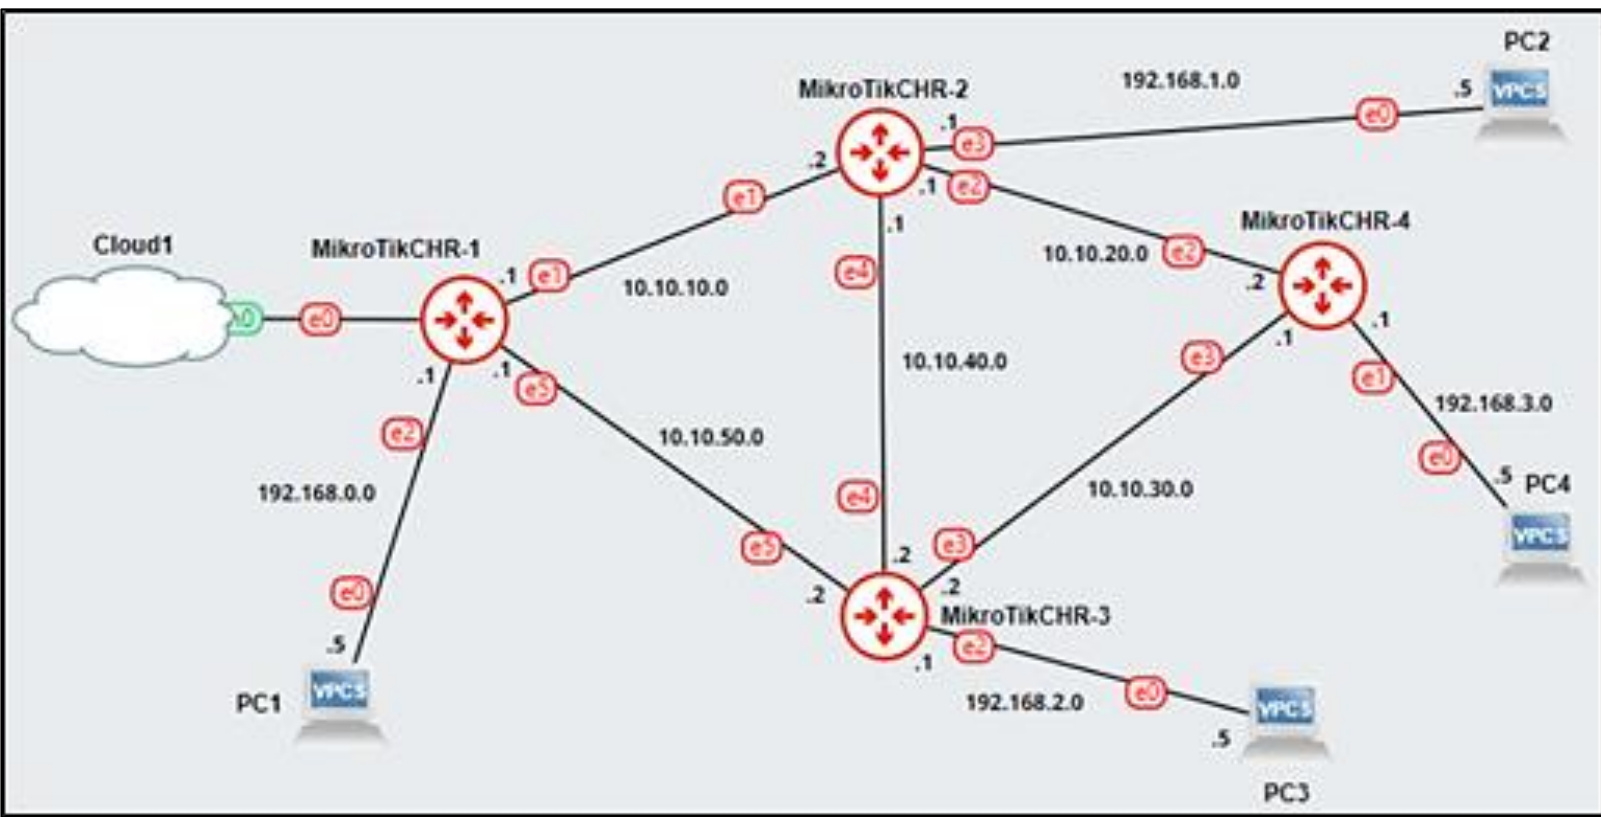 PC2
192.168.1.0
.5
VPCS
MikroTikCHR-2
.1
e3
e0
.2
.1
e2
e1
.1
MikroTikCHR-4
Cloud1
MikroTikCHR-1
10.10.20.0
e2
.2
.1
e1
10.10.10.0
e4
e0
.1
.1
.1
.1
e5
10.10.40.0
e3
e1
192.168.3.0
e2
10.10.50.0
e0
.5
PC4
192.168.0.0
e4
10.10.30.0
VPCS
e5
e3
.2
.2
e0
.2
MikroTikCHR-3
.5
.1
e2
VPCS
PC1
192.168.2.0
e0
VPCS
.5
PC3